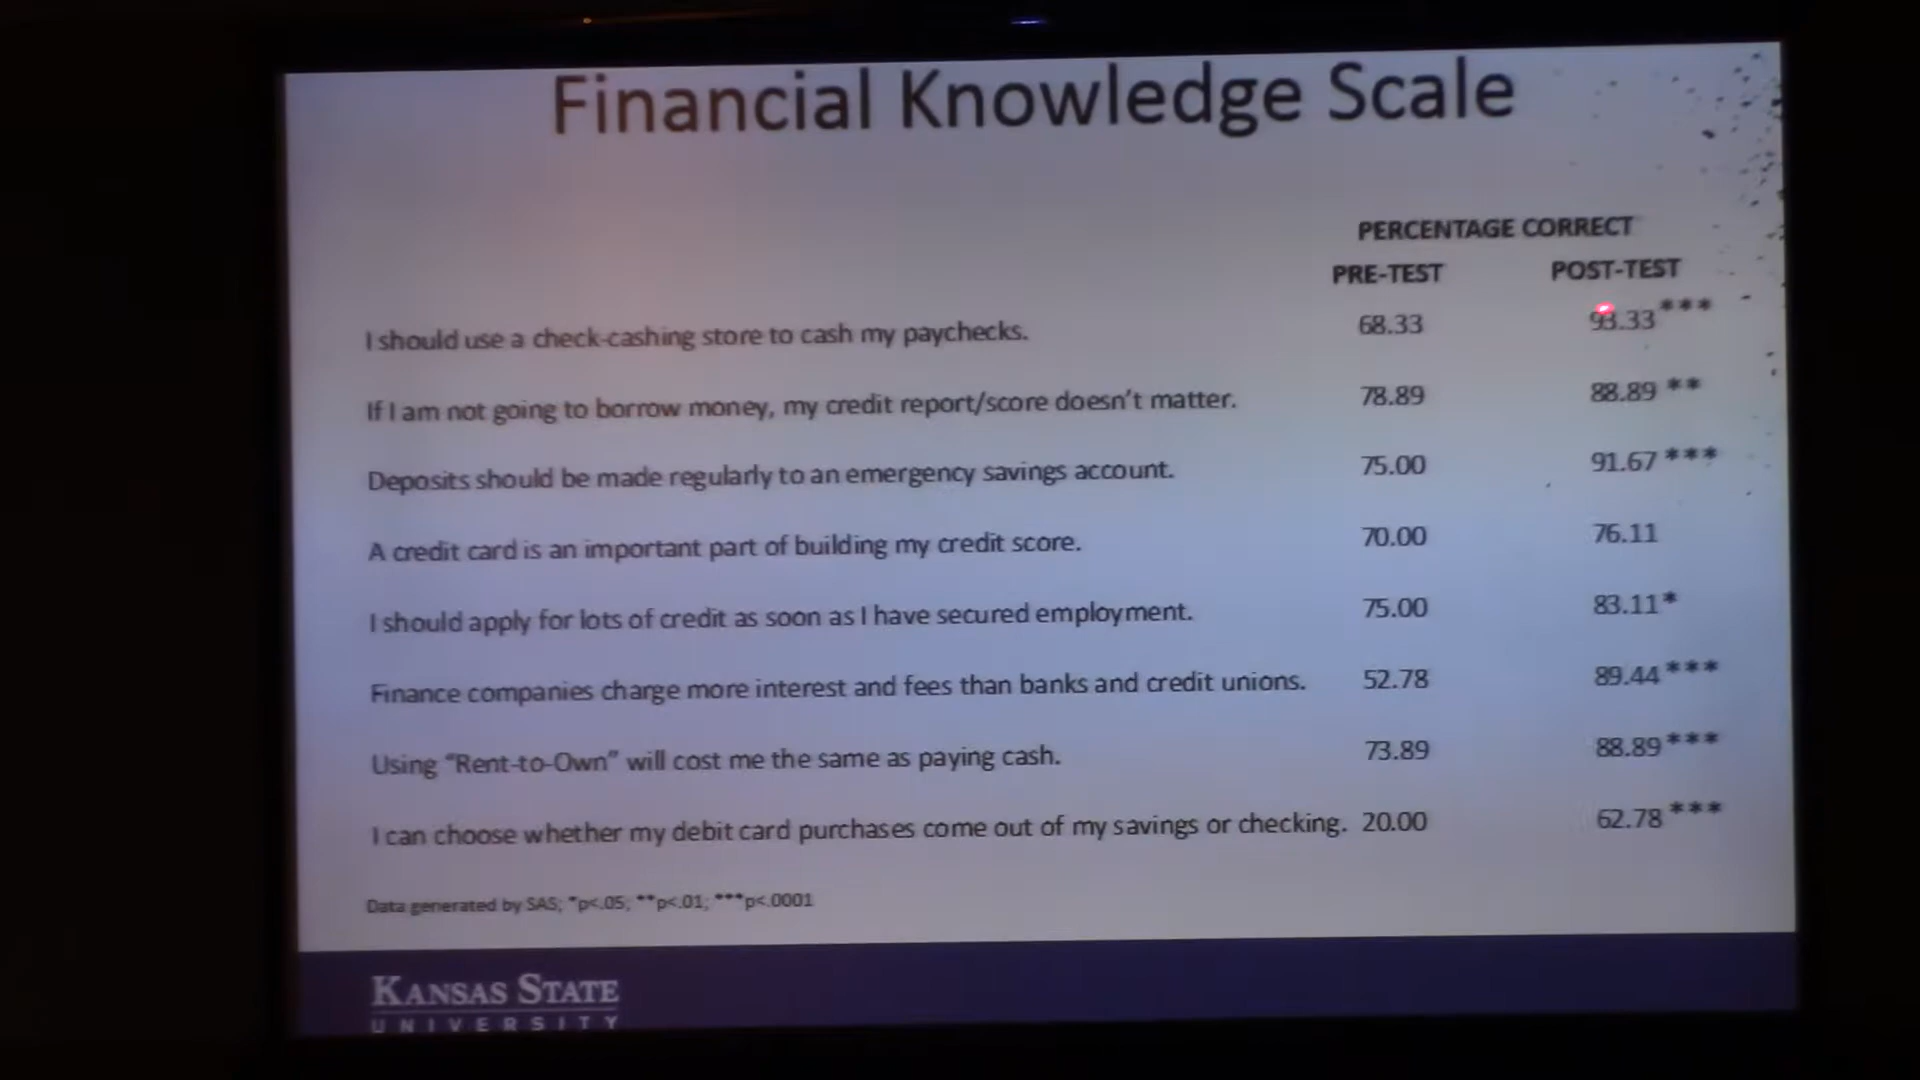 Financial Knowledge Scale
PERCENTAGE CORRECT
PRE-TEST POST-TEST
I should use a check-cashing store to cash my paychecks. 68.33 93.33 ***
If I am not going to borrow money, my credit report/score doesn't matter. 78.89 88.89 **
Deposits should be made regularly to an emergency savings account. 75.00 91.67 ***
A credit card is an important part of building my credit score. 70.00 76.11
I should apply for lots of credit as soon as I have secured employment. 75.00 83.11*
Finance companies charge more interest and fees than banks and credit unions. 52.78 89.44 ***
Using “Rent-to-Own” will cost me the same as paying cash. 73.89 88.89 ***
I can choose whether my debit card purchases come out of my savings or checking. 20.00 62.78 ***
Data generated by SAS; *p<.05; **p<.01; ***p<.0001
KANSAS STATE
UNIVERSITY